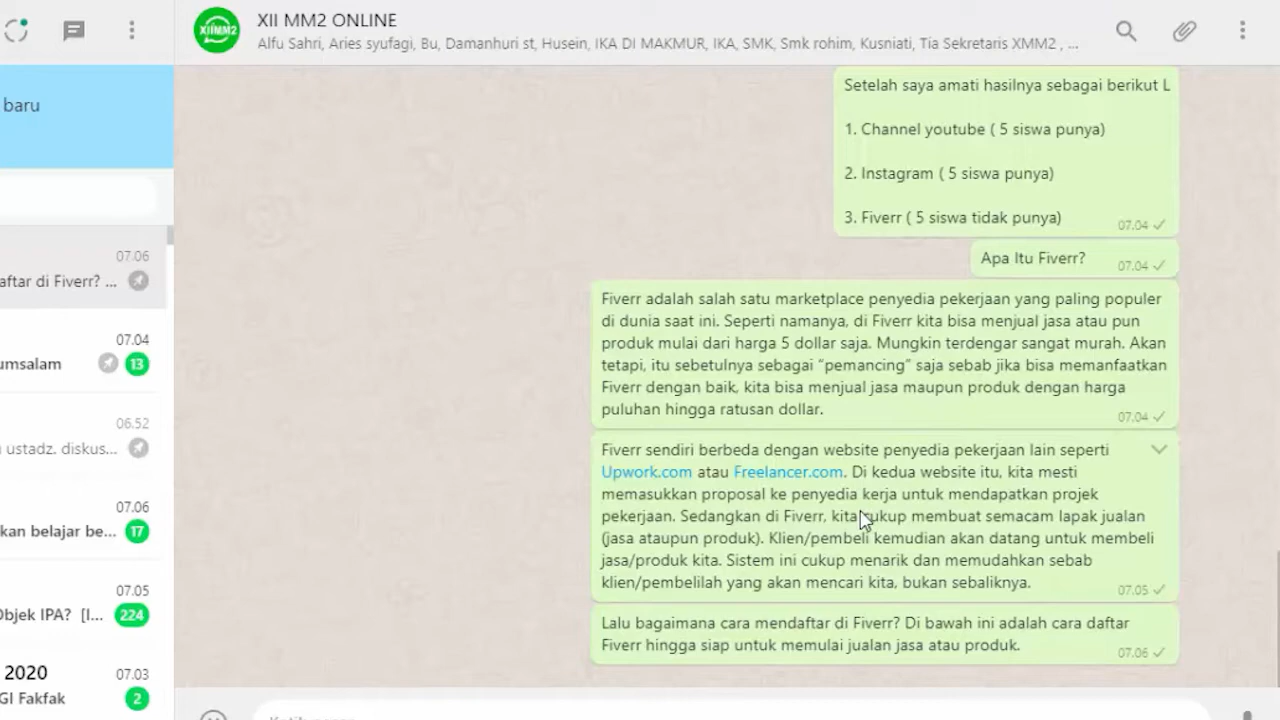 XIIMM2
XII MM2 ONLINE
Alfu Sahri, Aries syufagi, Bu, Damanhuri st, Husein, IKA DI MAKMUR, IKA, SMK, Smk rohim, Kusniati, Tia Sekretaris XMM2 , ...
baru
07.06
aftar di Fiverr? ...
07.04
umsalam
13
06.52
u ustadz. diskus...
07.06
kan belajar be...
17
07.05
Objek IPA? [I...
224
2020
07.03
GI Fakfak
2
Setelah saya amati hasilnya sebagai berikut L
1. Channel youtube ( 5 siswa punya)
2. Instagram ( 5 siswa punya)
3. Fiverr ( 5 siswa tidak punya)
07.04
Apa Itu Fiverr?
07.04
Fiverr adalah salah satu marketplace penyedia pekerjaan yang paling populer
di dunia saat ini. Seperti namanya, di Fiverr kita bisa menjual jasa atau pun
produk mulai dari harga 5 dollar saja. Mungkin terdengar sangat murah. Akan
tetapi, itu sebetulnya sebagai “pemancing” saja sebab jika bisa memanfaatkan
Fiverr dengan baik, kita bisa menjual jasa maupun produk dengan harga
puluhan hingga ratusan dollar.
07.04
Fiverr sendiri berbeda dengan website penyedia pekerjaan lain seperti
Upwork.com atau Freelancer.com. Di kedua website itu, kita mesti
memasukkan proposal ke penyedia kerja untuk mendapatkan projek
pekerjaan. Sedangkan di Fiverr, kita cukup membuat semacam lapak jualan
(jasa ataupun produk). Klien/pembeli kemudian akan datang untuk membeli
jasa/produk kita. Sistem ini cukup menarik dan memudahkan sebab
klien/pembelilah yang akan mencari kita, bukan sebaliknya.
07.05
Lalu bagaimana cara mendaftar di Fiverr? Di bawah ini adalah cara daftar
Fiverr hingga siap untuk memulai jualan jasa atau produk.
07.06